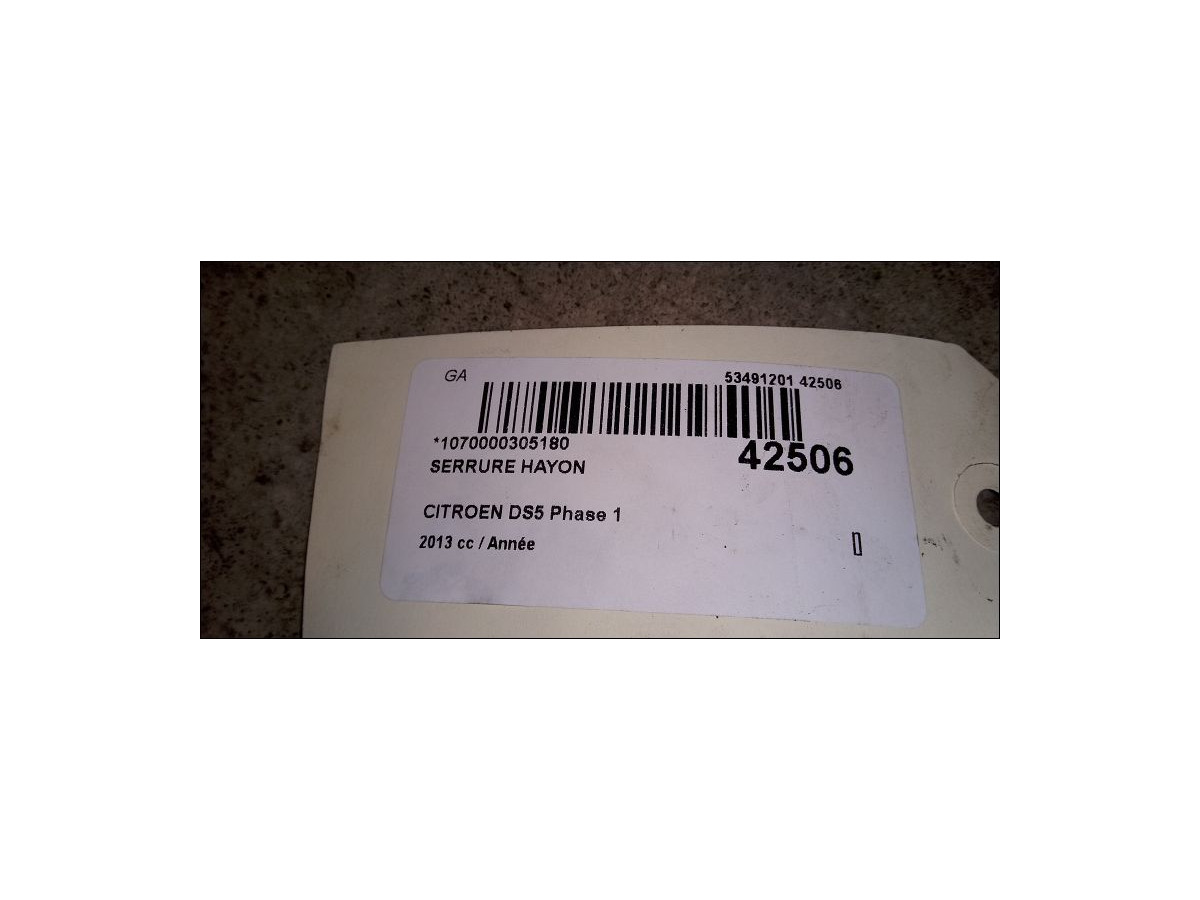 GA
53491201 42506
*1070000305180
42506
SERRURE HAYON
CITROEN DS5 Phase 1
2013 cc / Année